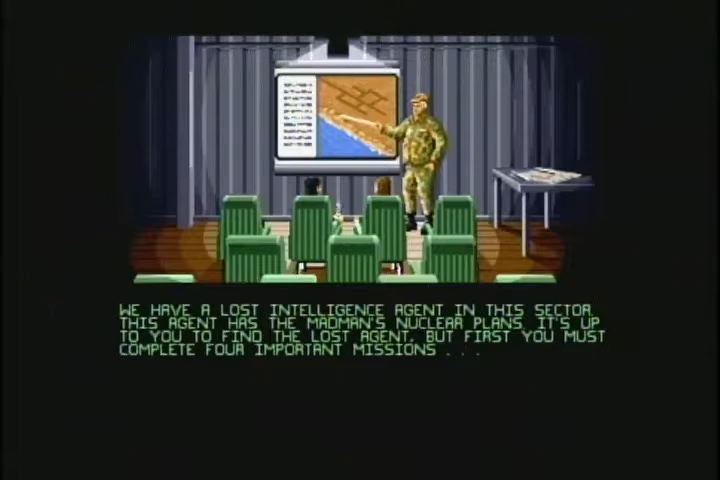 WE HAVE A LOST INTELLIGENCE AGENT IN THIS SECTOR.
THIS AGENT HAS THE MADMAN'S NUCLEAR PLANS. IT'S UP
TO YOU TO FIND THE LOST AGENT, BUT FIRST YOU MUST
COMPLETE FOUR IMPORTANT MISSIONS . . .